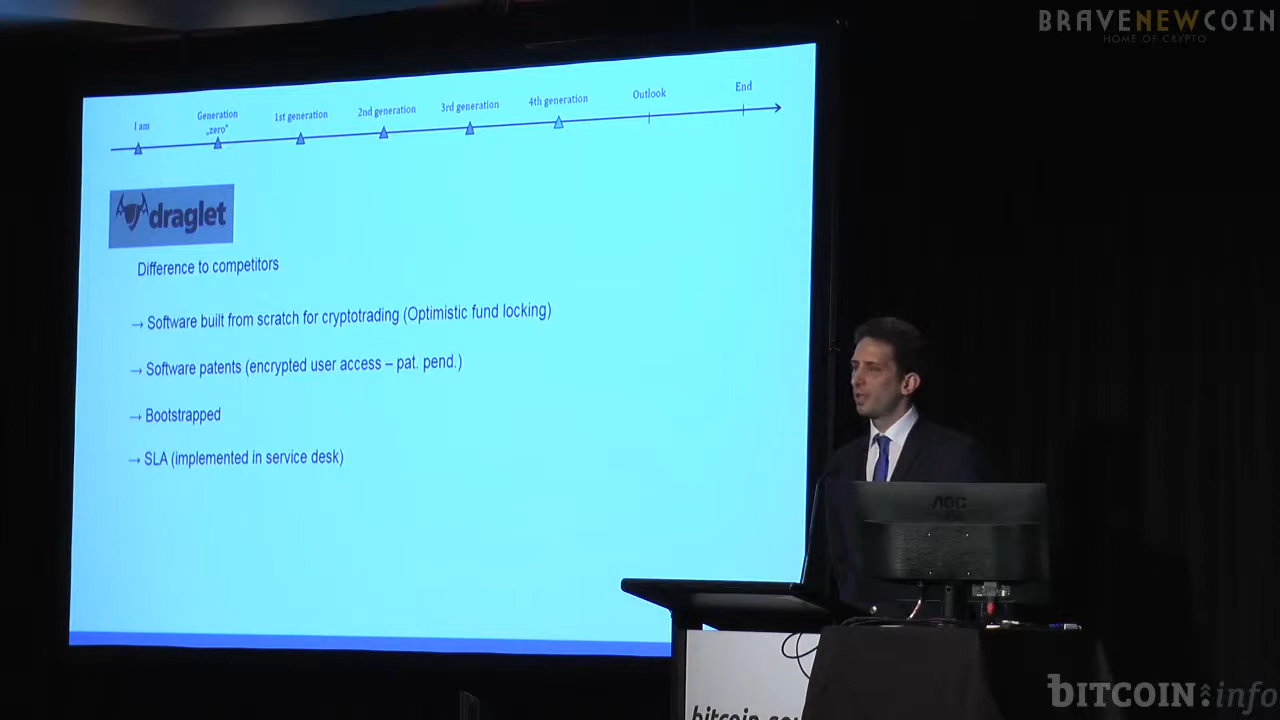 BRAVENEWCOIN
HOME OF CRYPTO
I am
Generation
„zero"
1st generation
2nd generation
3rd generation
4th generation
Outlook
End
draglet
Difference to competitors
→ Software built from scratch for cryptotrading (Optimistic fund locking)
→ Software patents (encrypted user access – pat. pend.)
→ Bootstrapped
→ SLA (implemented in service desk)
AOC
bitcoin
BITCOIN info